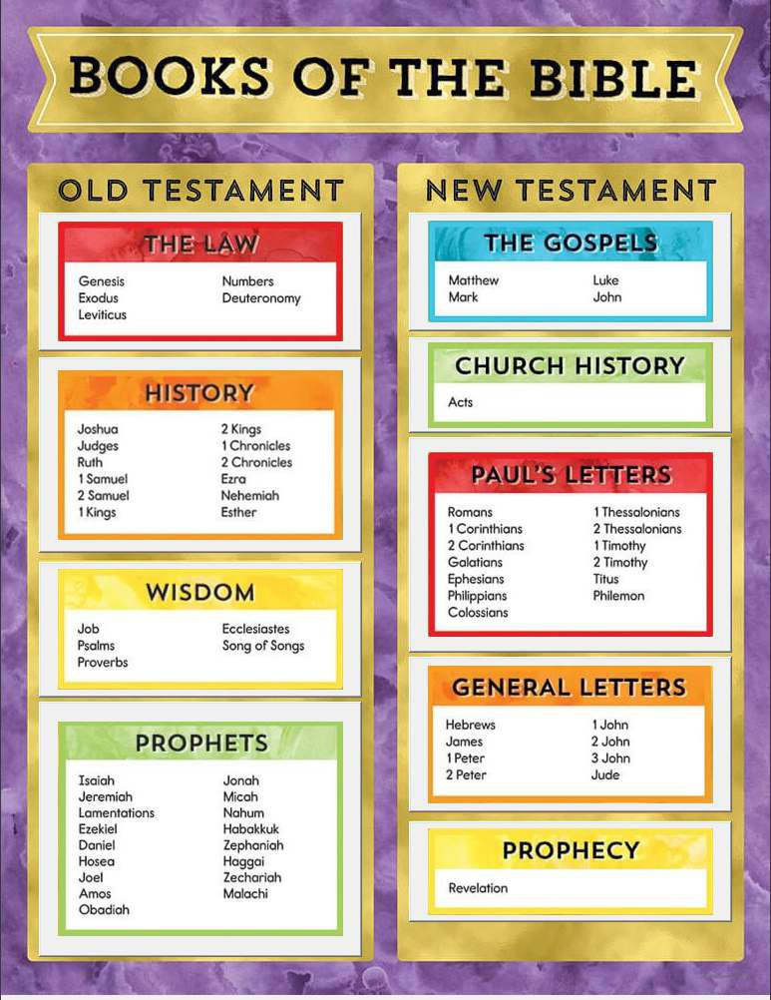 BOOKS OF THE BIBLE
OLD TESTAMENT
THE LAW
Genesis
Exodus
Leviticus
Numbers
Deuteronomy
HISTORY
Joshua
Judges
Ruth
1 Samuel
2 Samuel
1 Kings
2 Kings
1 Chronicles
2 Chronicles
Ezra
Nehemiah
Esther
WISDOM
Job
Psalms
Proverbs
Ecclesiastes
Song of Songs
PROPHETS
Isaiah
Jeremiah
Lamentations
Ezekiel
Daniel
Hosea
Joel
Amos
Obadiah
Jonah
Micah
Nahum
Habakkuk
Zephaniah
Haggai
Zechariah
Malachi
NEW TESTAMENT
THE GOSPELS
Matthew
Mark
Luke
John
CHURCH HISTORY
Acts
PAUL'S LETTERS
Romans
1 Corinthians
2 Corinthians
Galatians
Ephesians
Philippians
Colossians
1 Thessalonians
2 Thessalonians
1 Timothy
2 Timothy
Titus
Philemon
GENERAL LETTERS
Hebrews
James
1 Peter
2 Peter
1 John
2 John
3 John
Jude
PROPHECY
Revelation